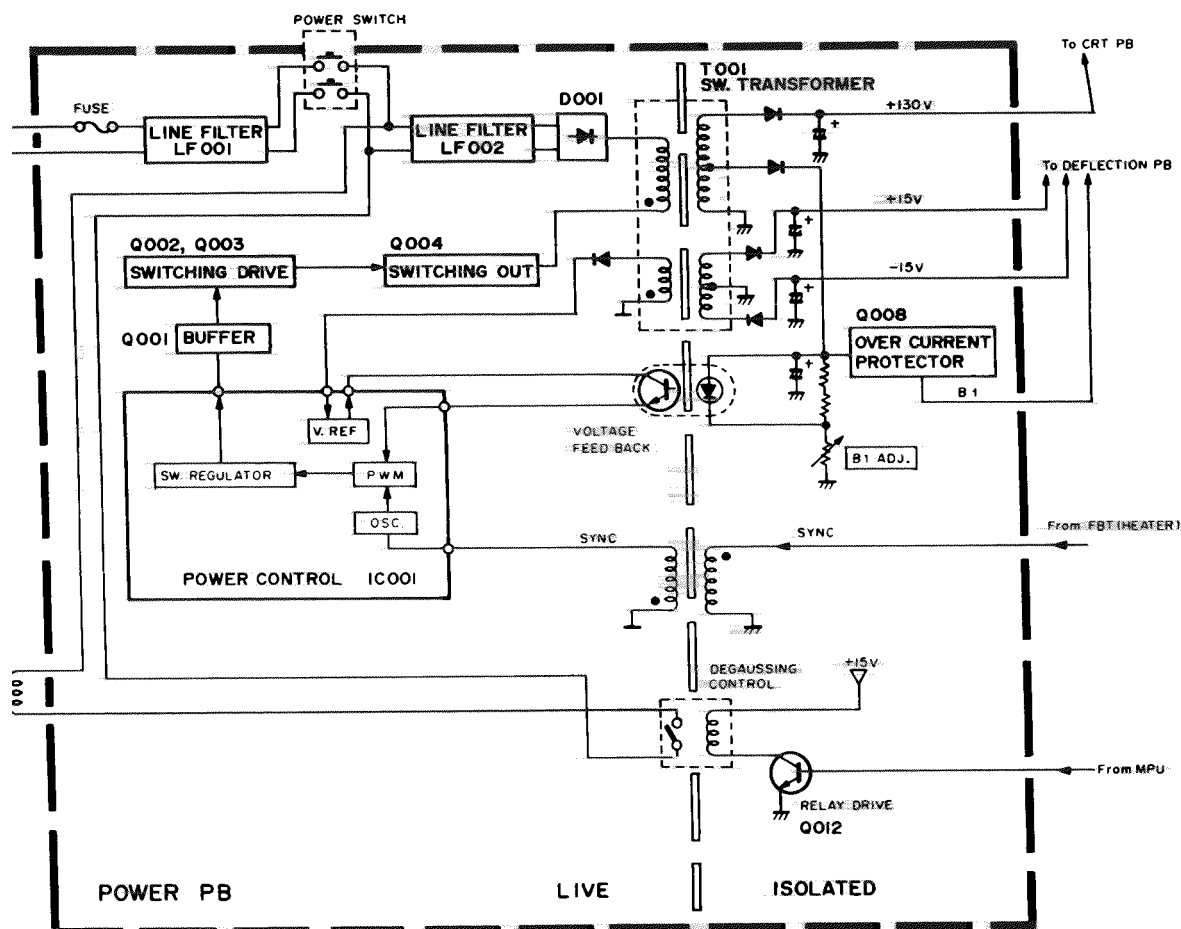 POWER SWITCH
To CRT PB
T001
SW. TRANSFORMER
FUSE
D001
+130V
+
LINE FILTER
LF001
LINE FILTER
LF002
To DEFLECTION PB
+15V
+
Q002, Q003
SWITCHING DRIVE
Q004
SWITCHING OUT
-15V
+
Q008
OVER CURRENT
PROTECTOR
Q001
BUFFER
+
B1
V. REF
VOLTAGE
FEED BACK
B1 ADJ.
SW. REGULATOR
PWM
OSC.
SYNC
SYNC
From FBT(HEATER)
POWER CONTROL IC001
DEGAUSSING
CONTROL
+15V
From MPU
RELAY DRIVE
Q012
POWER PB
LIVE
ISOLATED